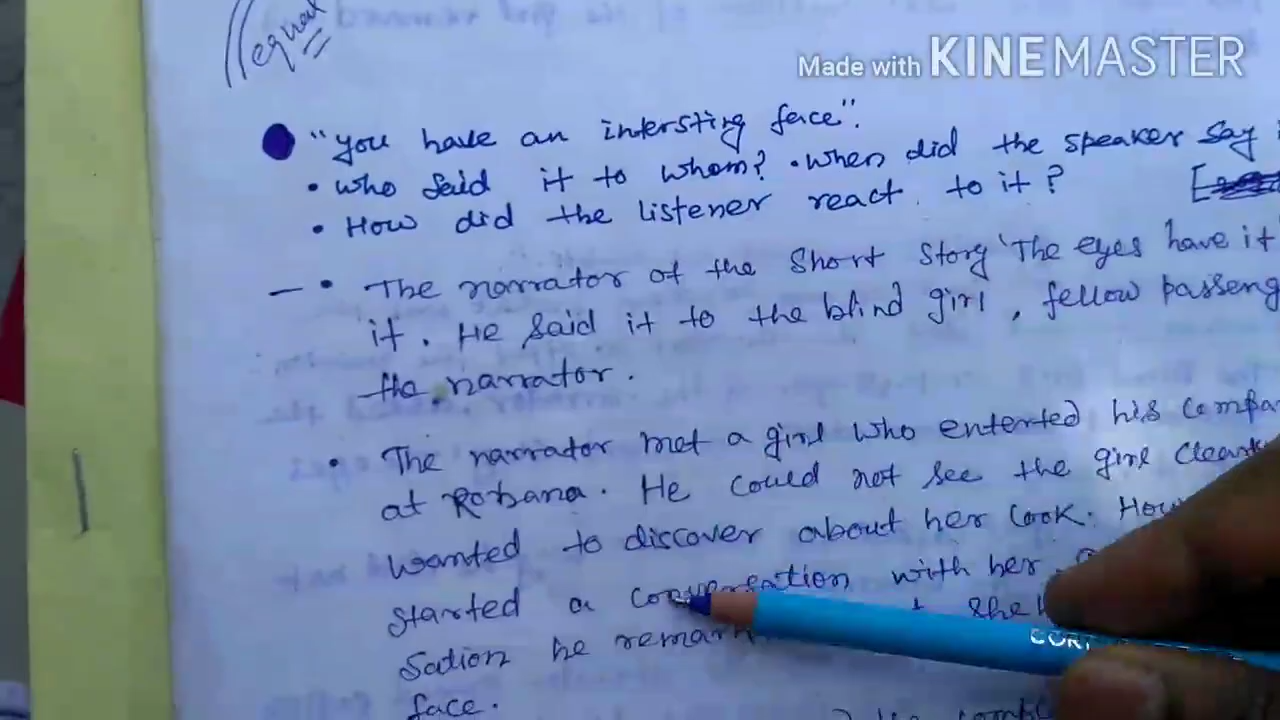 Made with KINEMASTER
equal
"you have an intersting face".
• Who said it to whom? • When did the speaker say
• How did the listener react to it?
— • The narrator of the short story 'The eyes have it
it. He said it to the blind girl, fellow passeng
the narrator.
• The narrator met a girl who enterted his compa
at Rohana. He could not see the girl clear
wanted to discover about her look. How
started a conversation with her.
sation he remar she
face.